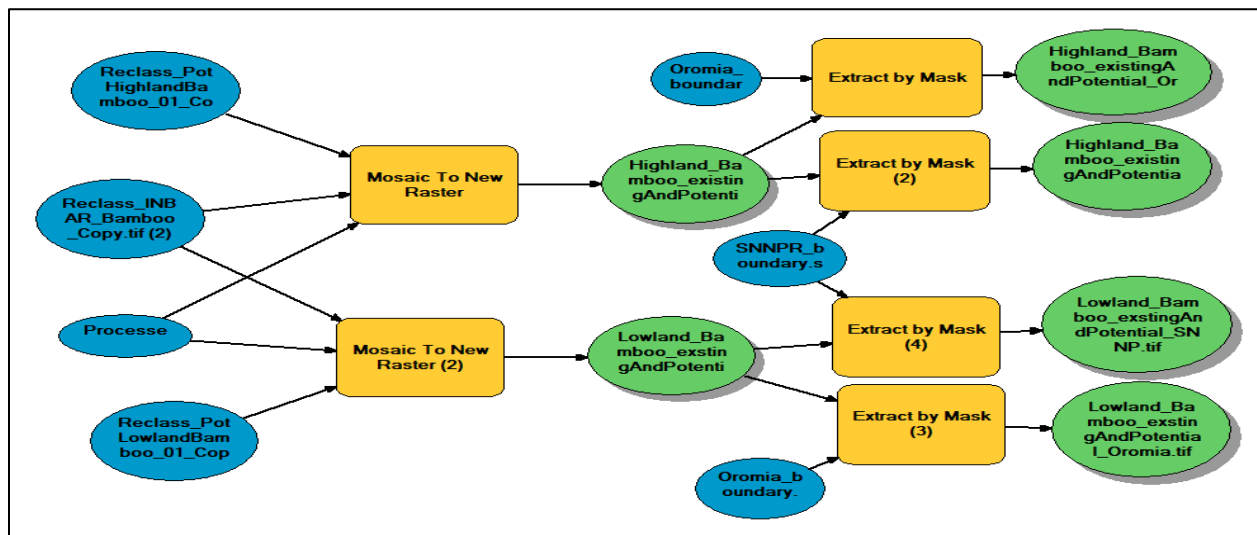 Reclass_Pot
HighlandBa
mboo_01_Co
Reclass_INB
AR_Bamboo
_Copy.tif (2)
Processe
Reclass_Pot
LowlandBam
boo_01_Cop
Mosaic To New
Raster
Mosaic To New
Raster (2)
Highland_Ba
mboo_existin
gAndPotenti
Lowland_Ba
mboo_exstin
gAndPotenti
Oromia_
boundar
SNNPR_b
oundary.s
Oromia_b
oundary.
Extract by Mask
Extract by Mask
(2)
Extract by Mask
(4)
Extract by Mask
(3)
Highland_Bam
boo_existingA
ndPotential_Or
Highland_Ba
mboo_existin
gAndPotentia
Lowland_Bam
boo_exstingAn
dPotential_SN
NP.tif
Lowland_Ba
mboo_exstin
gAndPotentia
l_Oromia.tif